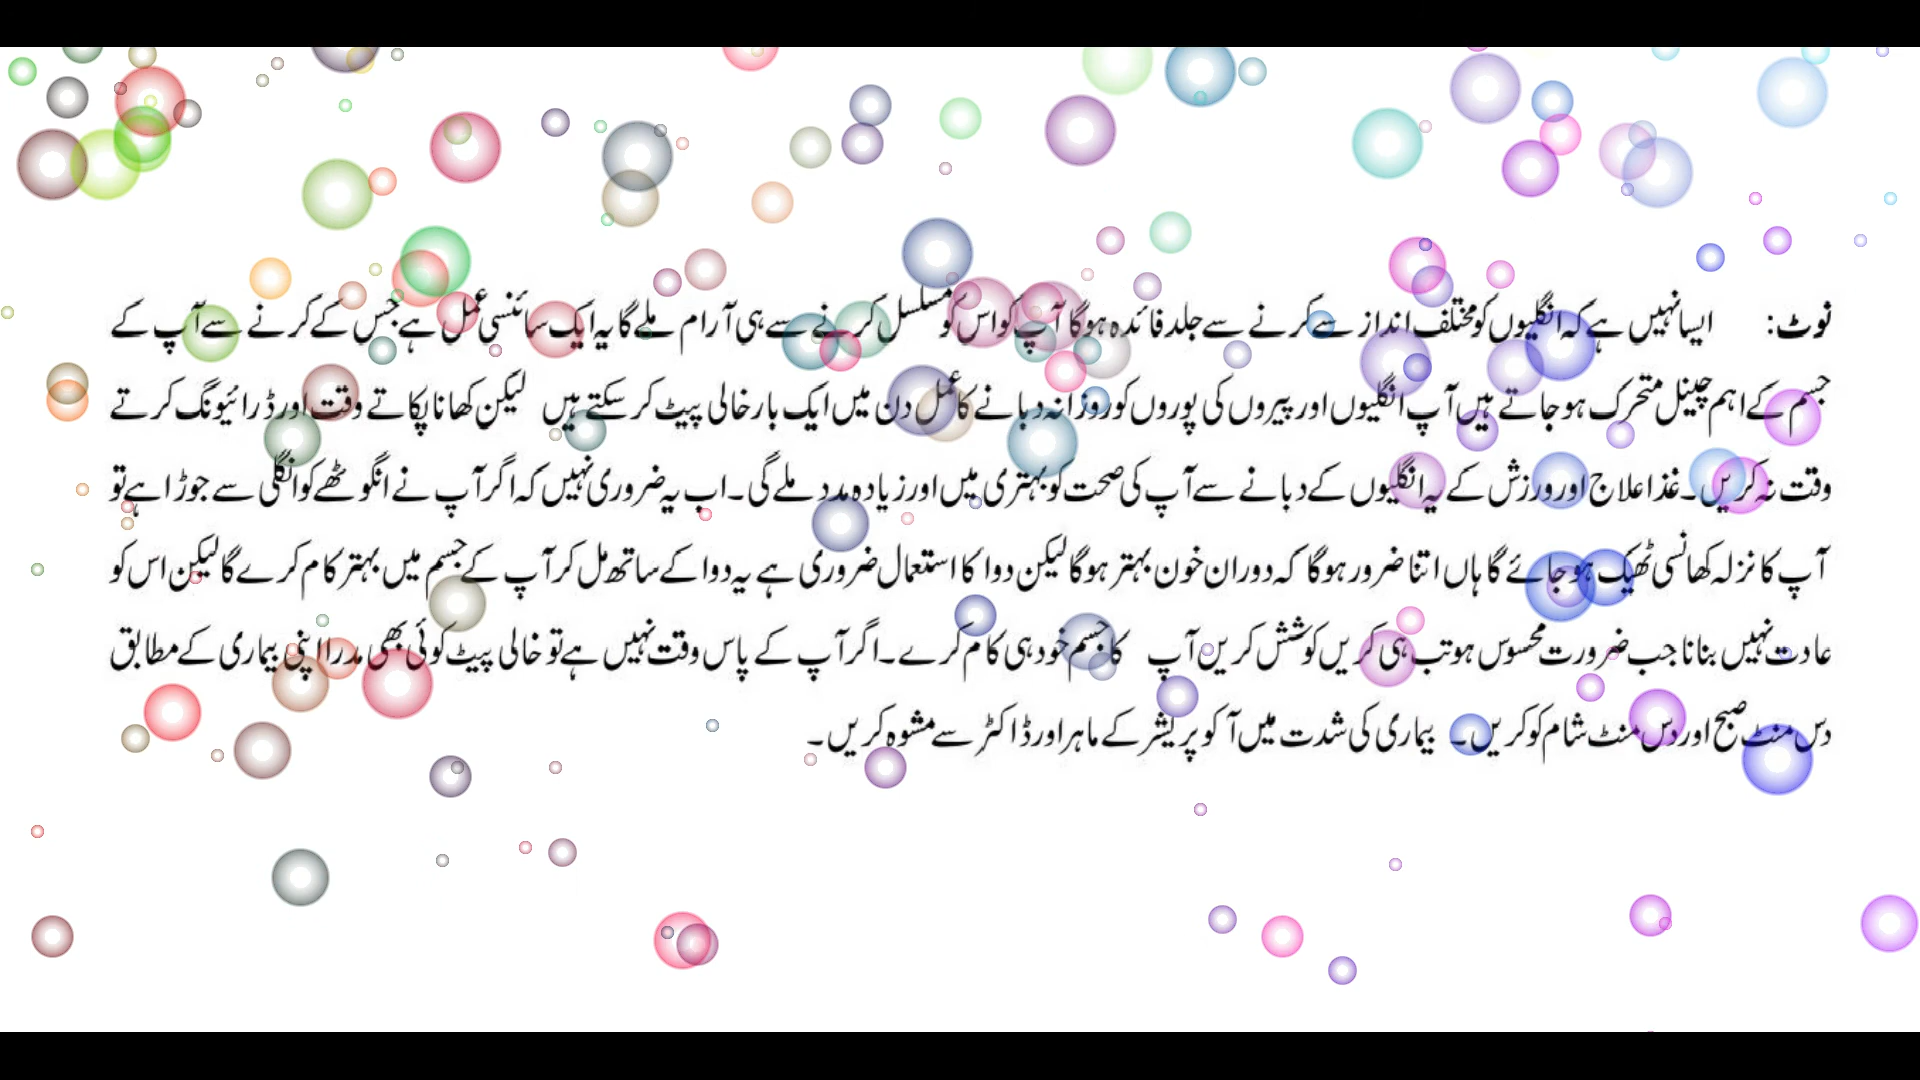 نوٹ: ایسا نہیں ہے کہ انگلیوں کو مختلف انداز سے کرنے سے جلد فائدہ ہوگا آپ کو اس کو مسلسل کرنے سے ہی آرام ملے گا یہ ایک سائنسی عمل ہے جس کے کرنے سے آپ کے
جسم کے اہم چینل متحرک ہو جاتے ہیں آپ انگلیوں اور پیروں کی پوروں کو روزانہ دبانے کا عمل دن میں ایک بار خالی پیٹ کر سکتے ہیں لیکن کھانا پکاتے وقت اور ڈرائیونگ کرتے
وقت نہ کریں۔ غذا علاج اور ورزش کے یہ انگلیوں کے دبانے سے آپ کی صحت کو بہتری میں اور زیادہ مدد ملے گی۔ اب یہ ضروری نہیں کہ اگر آپ نے انگوٹھے کو انگلی سے جوڑا ہے تو
آپ کا نزلہ کھانسی ٹھیک ہو جائے گا ہاں اتنا ضرور ہوگا کہ دوران خون بہتر ہوگا لیکن دوا کا استعمال ضروری ہے یہ دوا کے ساتھ مل کر آپ کے جسم میں بہتر کام کرے گا لیکن اس کو
عادت نہیں بنانا جب ضرورت محسوس ہو تب ہی کریں کوشش کریں آپ کا جسم خود ہی کام کرے۔ اگر آپ کے پاس وقت نہیں ہے تو خالی پیٹ کوئی بھی مدرا اپنی بیماری کے مطابق
دس منٹ صبح اور دس منٹ شام کو کریں۔ بیماری کی شدت میں آ کو پریشر کے ماہر اور ڈاکٹر سے مشوہ کریں۔